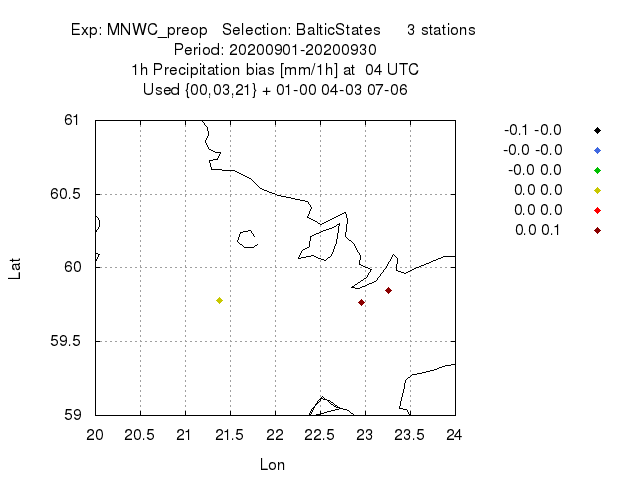 Exp: MNWC_preop   Selection: BalticStates      3 stations
Period: 20200901-20200930
1h Precipitation bias [mm/1h] at  04 UTC
Used {00,03,21} + 01-00 04-03 07-06
-0.1 -0.0
-0.0 -0.0
-0.0 0.0
0.0 0.0
0.0 0.0
0.0 0.1
61
60.5
60
59.5
59
Lat
20 20.5 21 21.5 22 22.5 23 23.5 24
Lon